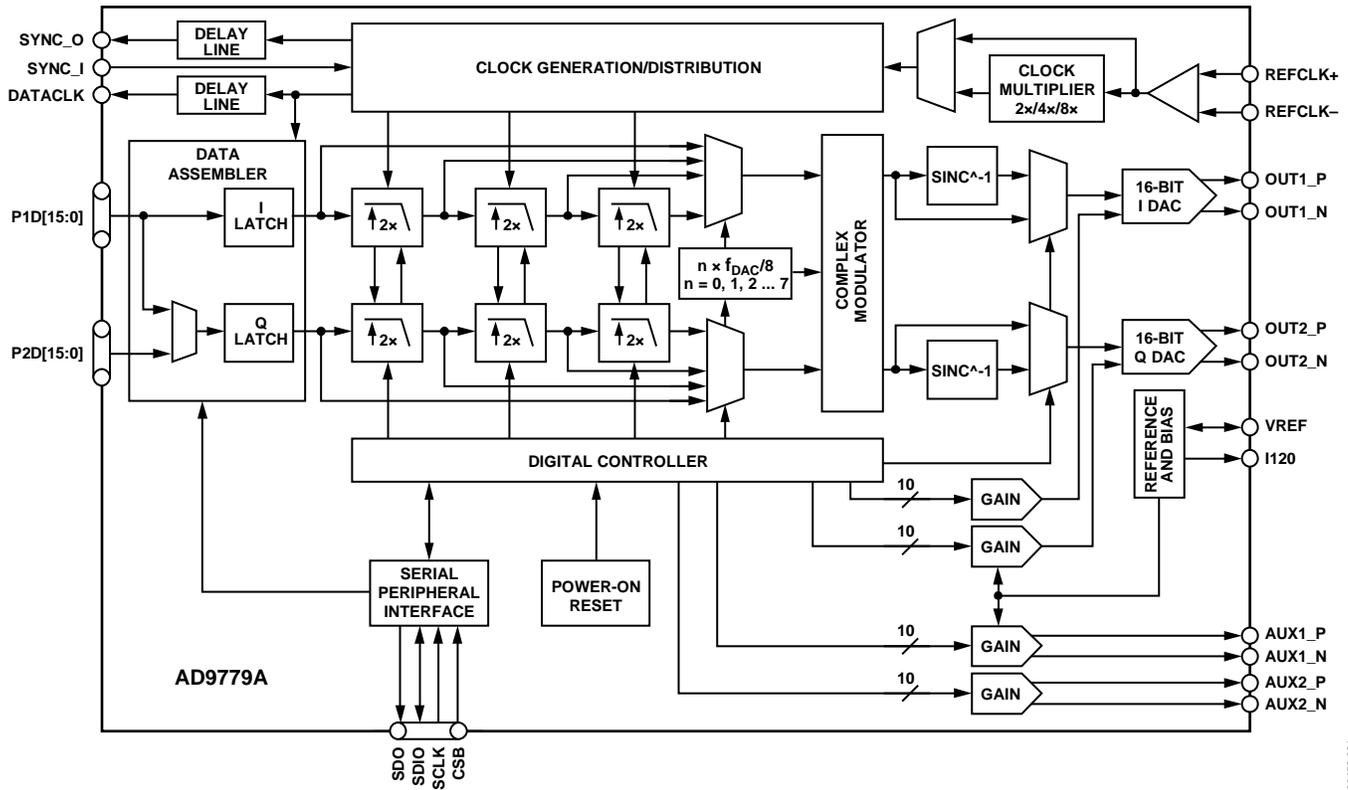 SYNC_O
DELAY
LINE
SYNC_I
DATACLK
DELAY
LINE
CLOCK GENERATION/DISTRIBUTION
CLOCK
MULTIPLIER
2×/4×/8×
REFCLK+
REFCLK–
DATA
ASSEMBLER
P1D[15:0]
I
LATCH
2×
2×
2×
n × fDAC/8
n = 0, 1, 2 ... 7
COMPLEX
MODULATOR
SINC^-1
16-BIT
I DAC
OUT1_P
OUT1_N
P2D[15:0]
Q
LATCH
2×
2×
2×
SINC^-1
16-BIT
Q DAC
OUT2_P
OUT2_N
REFERENCE
AND BIAS
VREF
I120
DIGITAL CONTROLLER
10
GAIN
10
GAIN
SERIAL
PERIPHERAL
INTERFACE
POWER-ON
RESET
10
GAIN
AUX1_P
AUX1_N
10
GAIN
AUX2_P
AUX2_N
AD9779A
SDO
SDIO
SCLK
CSB